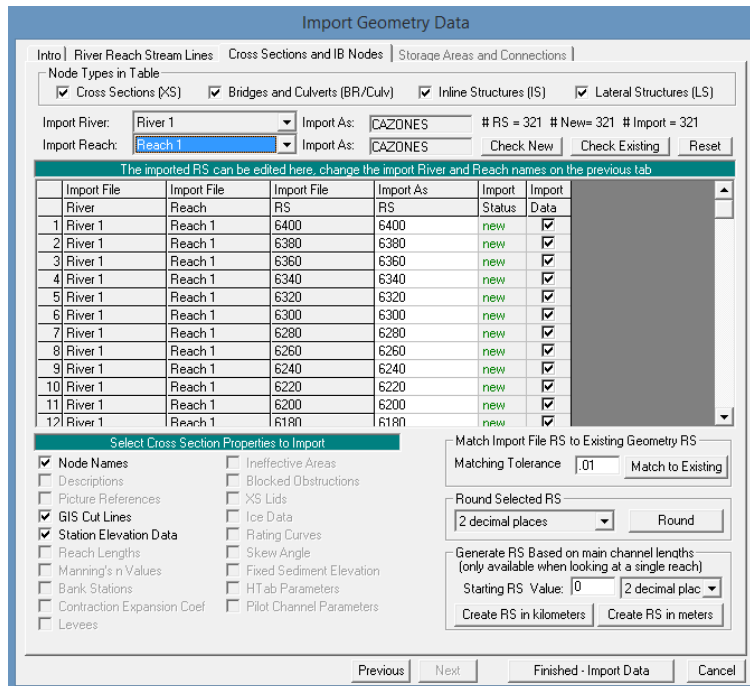 Import Geometry Data
Intro River Reach Stream Lines Cross Sections and IB Nodes Storage Areas and Connections
Node Types in Table
Cross Sections (XS) Bridges and Culverts (BR/Culv) Inline Structures (IS) Lateral Structures (LS)
Import River: River 1 Import As: CAZONES # RS = 321 # New= 321 # Import = 321
Import Reach: Reach 1 Import As: CAZONES Check New Check Existing Reset
The imported RS can be edited here, change the import River and Reach names on the previous tab
Import File Import File Import File Import As Import Import
River Reach RS RS Status Data
1 River 1 Reach 1 6400 6400 new
2 River 1 Reach 1 6380 6380 new
3 River 1 Reach 1 6360 6360 new
4 River 1 Reach 1 6340 6340 new
5 River 1 Reach 1 6320 6320 new
6 River 1 Reach 1 6300 6300 new
7 River 1 Reach 1 6280 6280 new
8 River 1 Reach 1 6260 6260 new
9 River 1 Reach 1 6240 6240 new
10 River 1 Reach 1 6220 6220 new
11 River 1 Reach 1 6200 6200 new
12 River 1 Reach 1 6180 6180 new
Select Cross Section Properties to Import
Node Names Ineffective Areas
Descriptions Blocked Obstructions
Picture References XS Lids
GIS Cut Lines Ice Data
Station Elevation Data Rating Curves
Reach Lengths Skew Angle
Manning's n Values Fixed Sediment Elevation
Bank Stations HTab Parameters
Contraction Expansion Coef Pilot Channel Parameters
Levees
Match Import File RS to Existing Geometry RS
Matching Tolerance .01 Match to Existing
Round Selected RS
2 decimal places Round
Generate RS Based on main channel lengths
(only available when looking at a single reach)
Starting RS Value: 0 2 decimal plac
Create RS in kilometers Create RS in meters
Previous Next Finished - Import Data Cancel